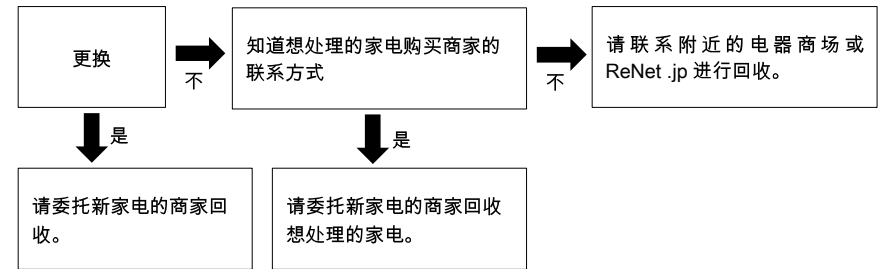 更换
不
知道想处理的家电购买商家的
联系方式
不
请联系附近的电器商场或
ReNet .jp 进行回收。
是
是
请委托新家电的商家回
收。
请委托新家电的商家回收
想处理的家电。